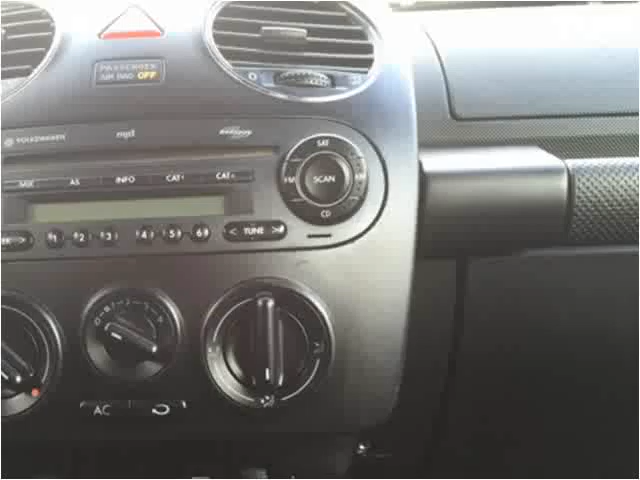 PASSENGER
AIR BAG OFF
VOLKSWAGEN
mp3
SAT
MIX AS INFO CAT- CAT+
FM SCAN AM
CD
1 2 3 4 5 6 < TUNE >
AC